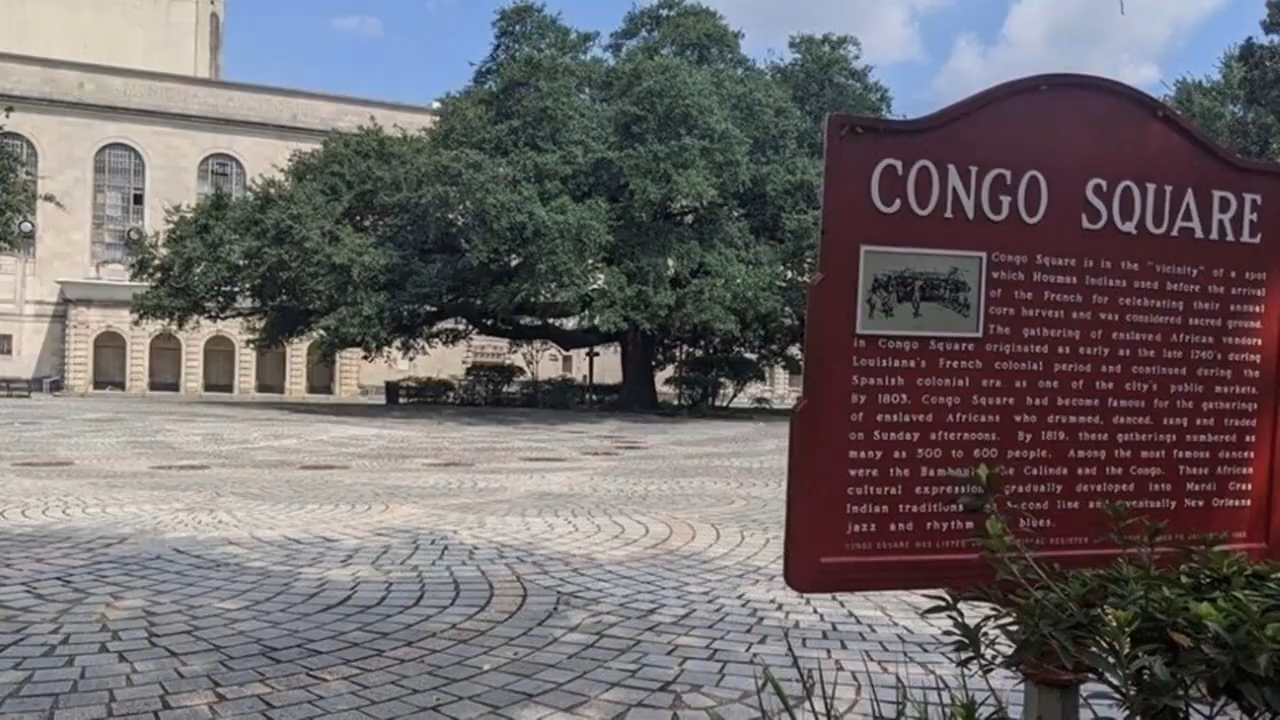 CONGO SQUARE
Congo Square is in the "vicinity" of a spot
which Houmas Indians used before the arrival
of the French for celebrating their annual
corn harvest and was considered sacred ground.
The gathering of enslaved African vendors
in Congo Square originated as early as the late 1740's during
Louisiana's French colonial period and continued during the
Spanish colonial era as one of the city's public markets.
By 1803, Congo Square had become famous for the gatherings
of enslaved Africans who drummed, danced, sang and traded
on Sunday afternoons. By 1819, these gatherings numbered as
many as 500 to 600 people. Among the most famous dances
were the the Calinda and the Congo. These African
cultural expression gradually developed into Mardi Gras
Indian traditions second line and eventually New Orleans
jazz and rhythm blues.
CONGO SQUARE WAS LISTED REGISTER